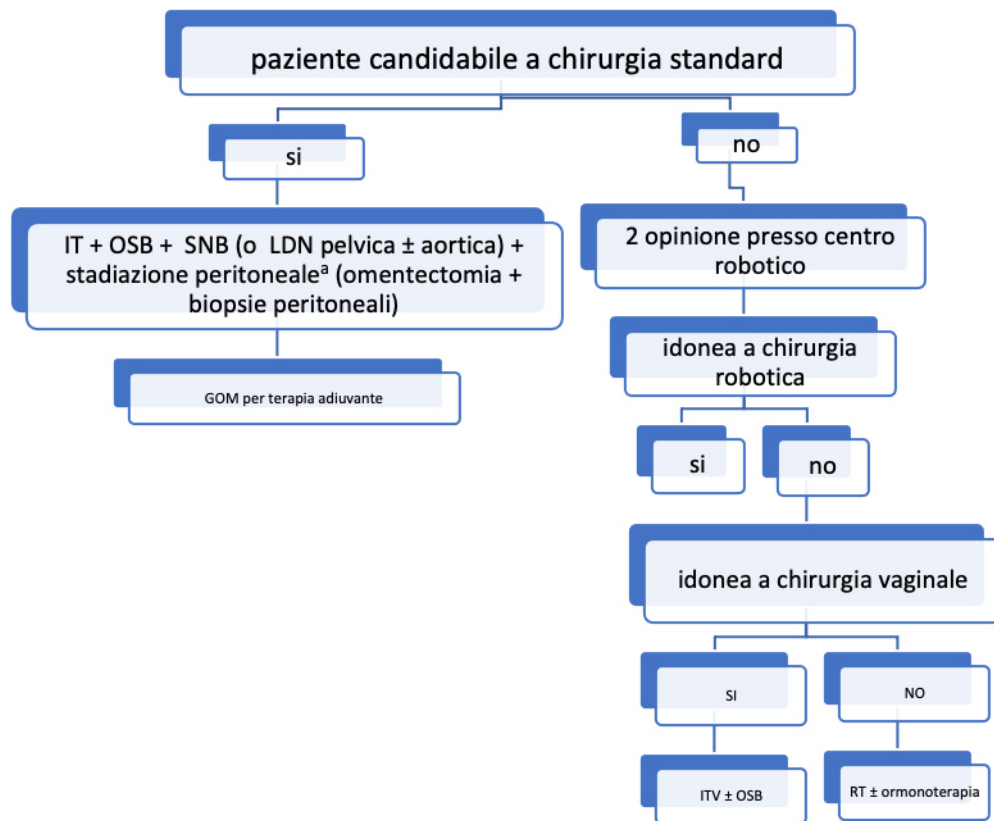 paziente candidabile a chirurgia standard
si
no
IT + OSB + SNB (o LDN pelvica ± aortica) +
stadiazione peritonealeᵃ (omentectomia +
biopsie peritoneali)
2 opinione presso centro
robotico
GOM per terapia adiuvante
idonea a chirurgia
robotica
si
no
idonea a chirurgia vaginale
SI
NO
ITV ± OSB
RT ± ormonoterapia